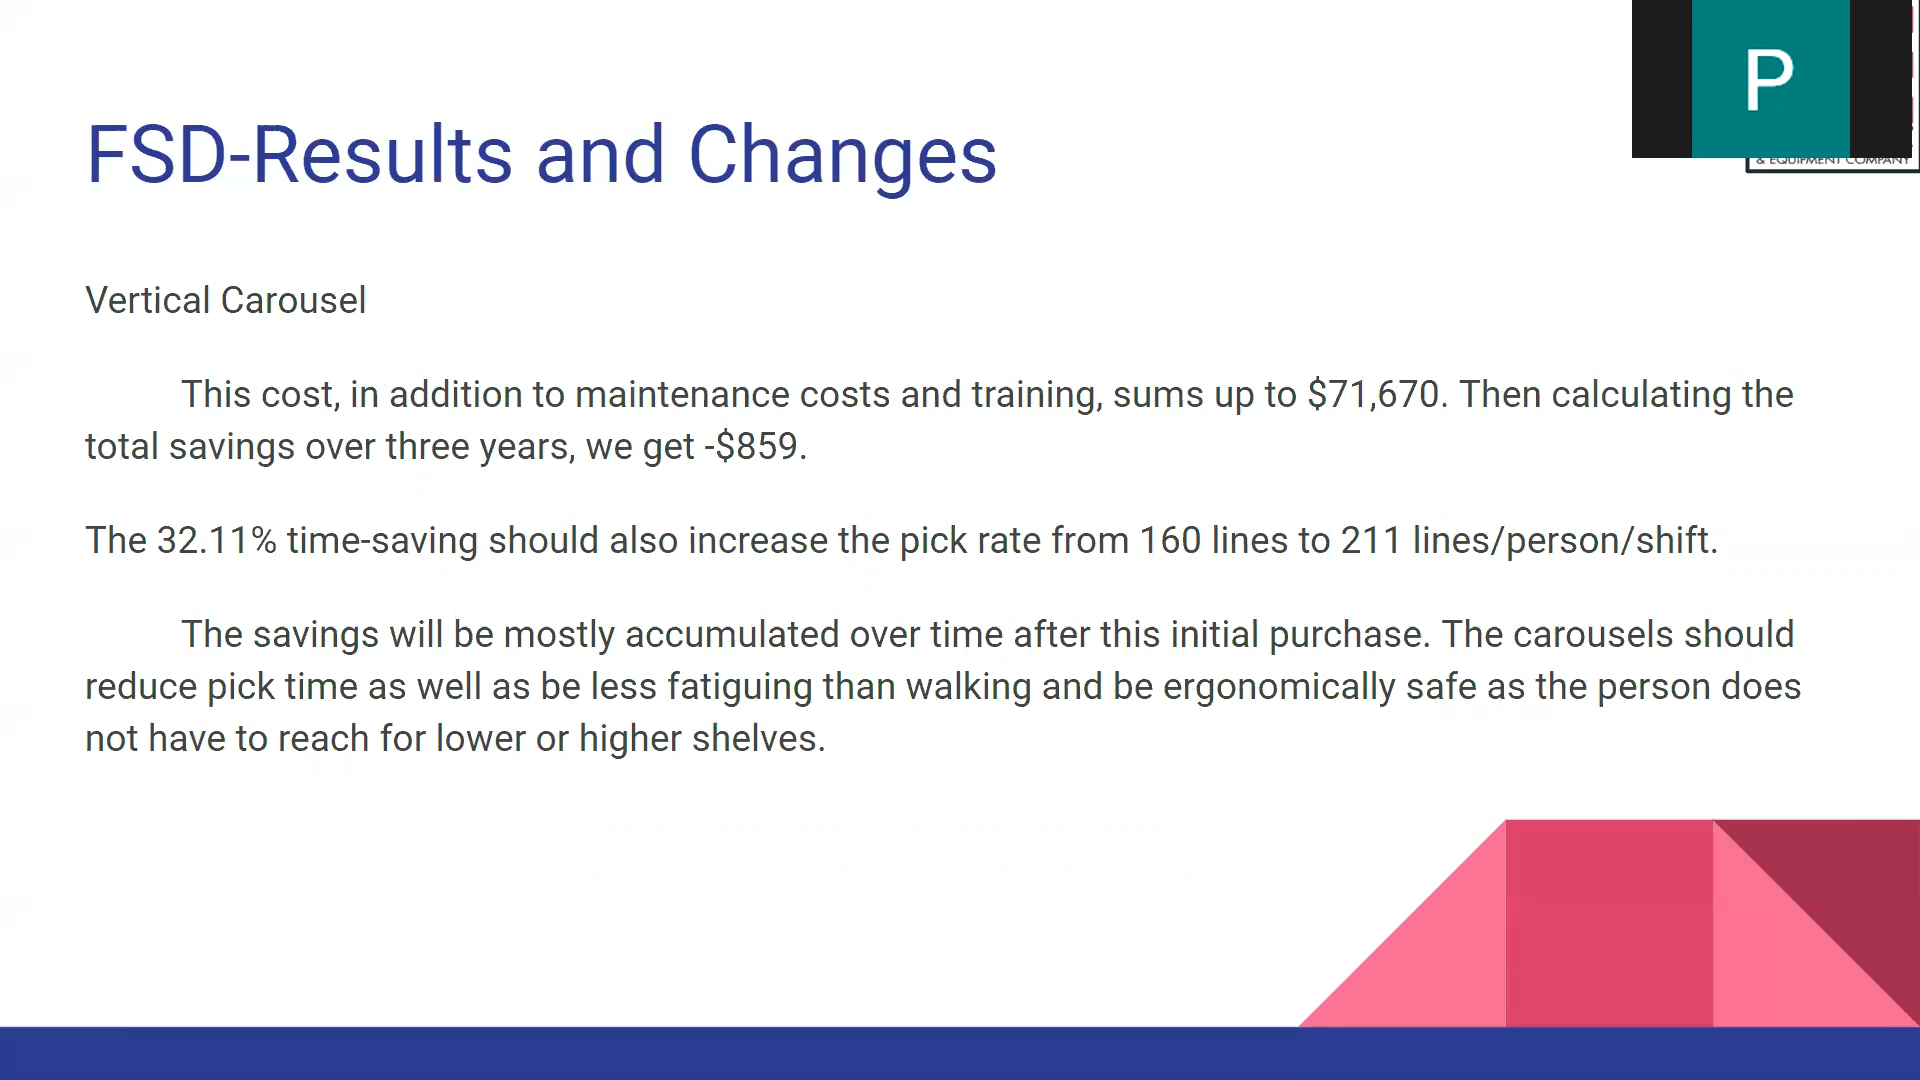 P
& EQUIPMENT COMPANY
FSD-Results and Changes
Vertical Carousel
This cost, in addition to maintenance costs and training, sums up to $71,670. Then calculating the
total savings over three years, we get -$859.
The 32.11% time-saving should also increase the pick rate from 160 lines to 211 lines/person/shift.
The savings will be mostly accumulated over time after this initial purchase. The carousels should
reduce pick time as well as be less fatiguing than walking and be ergonomically safe as the person does
not have to reach for lower or higher shelves.